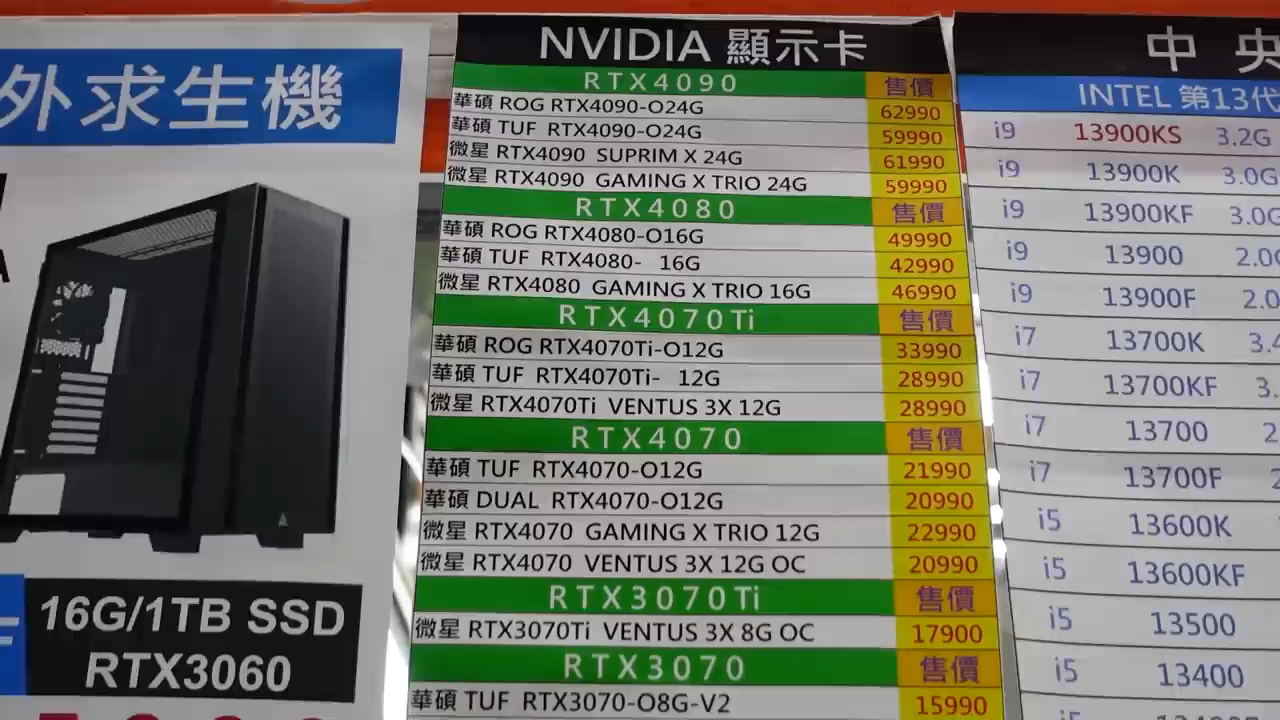 外求生機
16G/1TB SSD
RTX3060
NVIDIA 顯示卡
RTX4090 售價
華碩 ROG RTX4090-O24G 62990
華碩 TUF RTX4090-O24G 59990
微星 RTX4090 SUPRIM X 24G 61990
微星 RTX4090 GAMING X TRIO 24G 59990
RTX4080 售價
華碩 ROG RTX4080-O16G 49990
華碩 TUF RTX4080- 16G 42990
微星 RTX4080 GAMING X TRIO 16G 46990
RTX4070Ti 售價
華碩 ROG RTX4070Ti-O12G 33990
華碩 TUF RTX4070Ti- 12G 28990
微星 RTX4070Ti VENTUS 3X 12G 28990
RTX4070 售價
華碩 TUF RTX4070-O12G 21990
華碩 DUAL RTX4070-O12G 20990
微星 RTX4070 GAMING X TRIO 12G 22990
微星 RTX4070 VENTUS 3X 12G OC 20990
RTX3070Ti 售價
微星 RTX3070Ti VENTUS 3X 8G OC 17900
RTX3070 售價
華碩 TUF RTX3070-O8G-V2 15990
中央
INTEL 第13代
i9 13900KS 3.2G
i9 13900K 3.0G
i9 13900KF 3.0G
i9 13900 2.0
i9 13900F 2.0
i7 13700K 3.4
i7 13700KF 3.
i7 13700 2
i7 13700F 2
i5 13600K
i5 13600KF
i5 13500
i5 13400